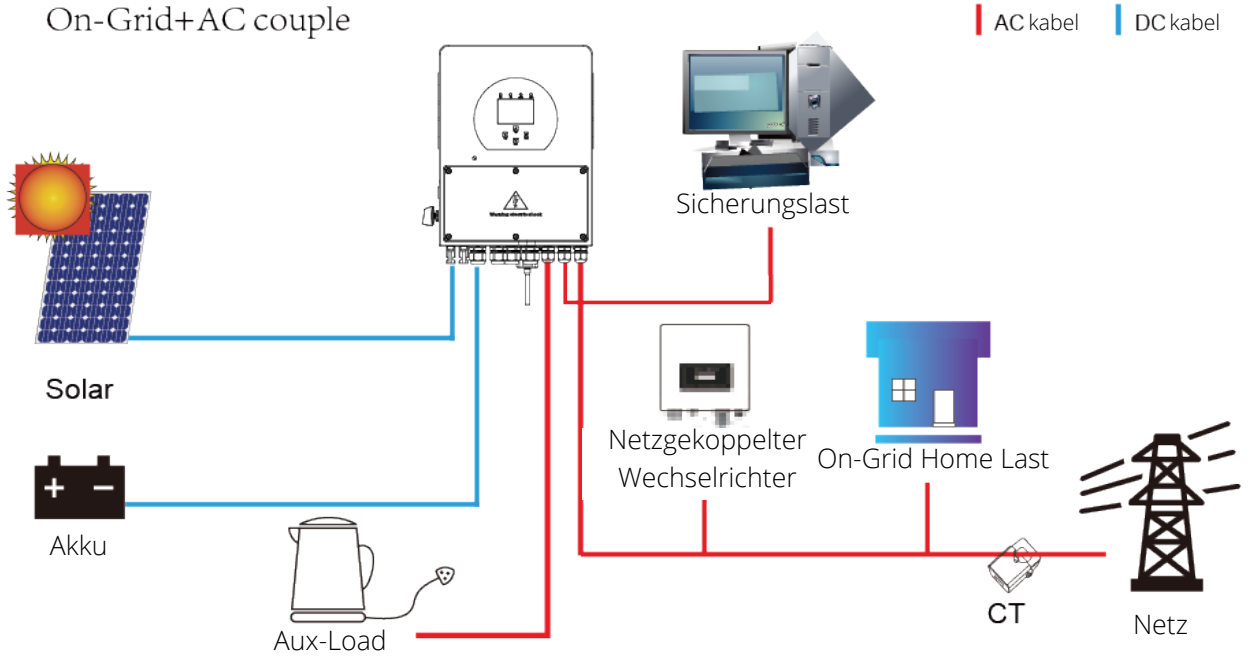 On-Grid+AC couple
AC kabel
DC kabel
Sicherungslast
Solar
Netzgekoppelter
Wechselrichter
On-Grid Home Last
Akku
Aux-Load
CT
Netz